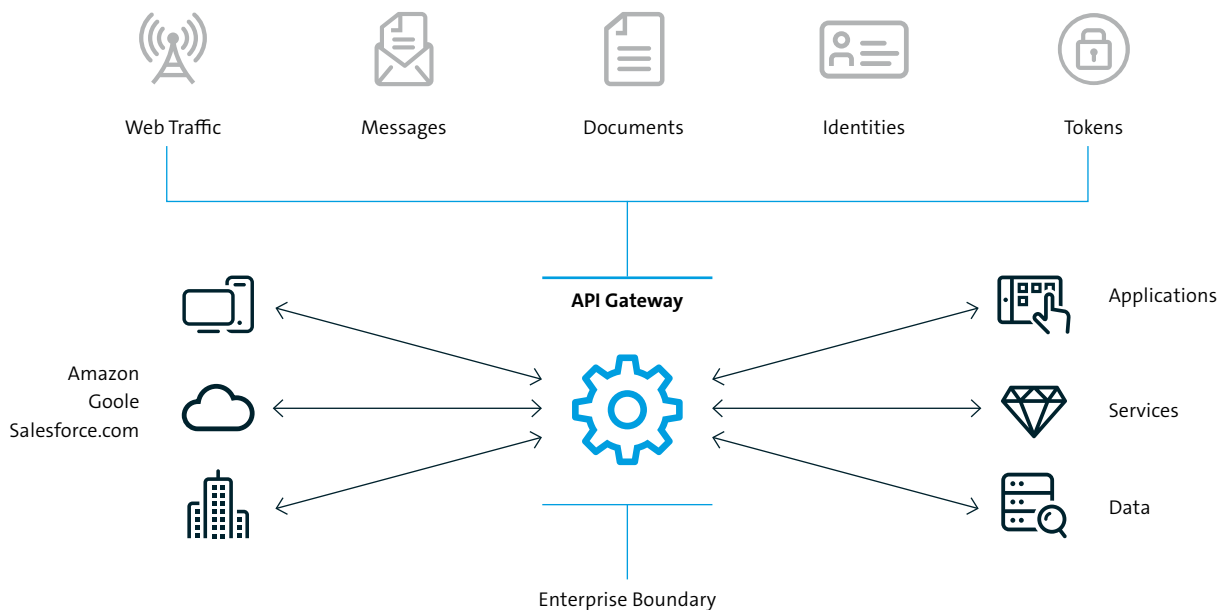 Web Traffic
Messages
Documents
Identities
Tokens
API Gateway
Amazon
Goole
Salesforce.com
Applications
Services
Data
Enterprise Boundary